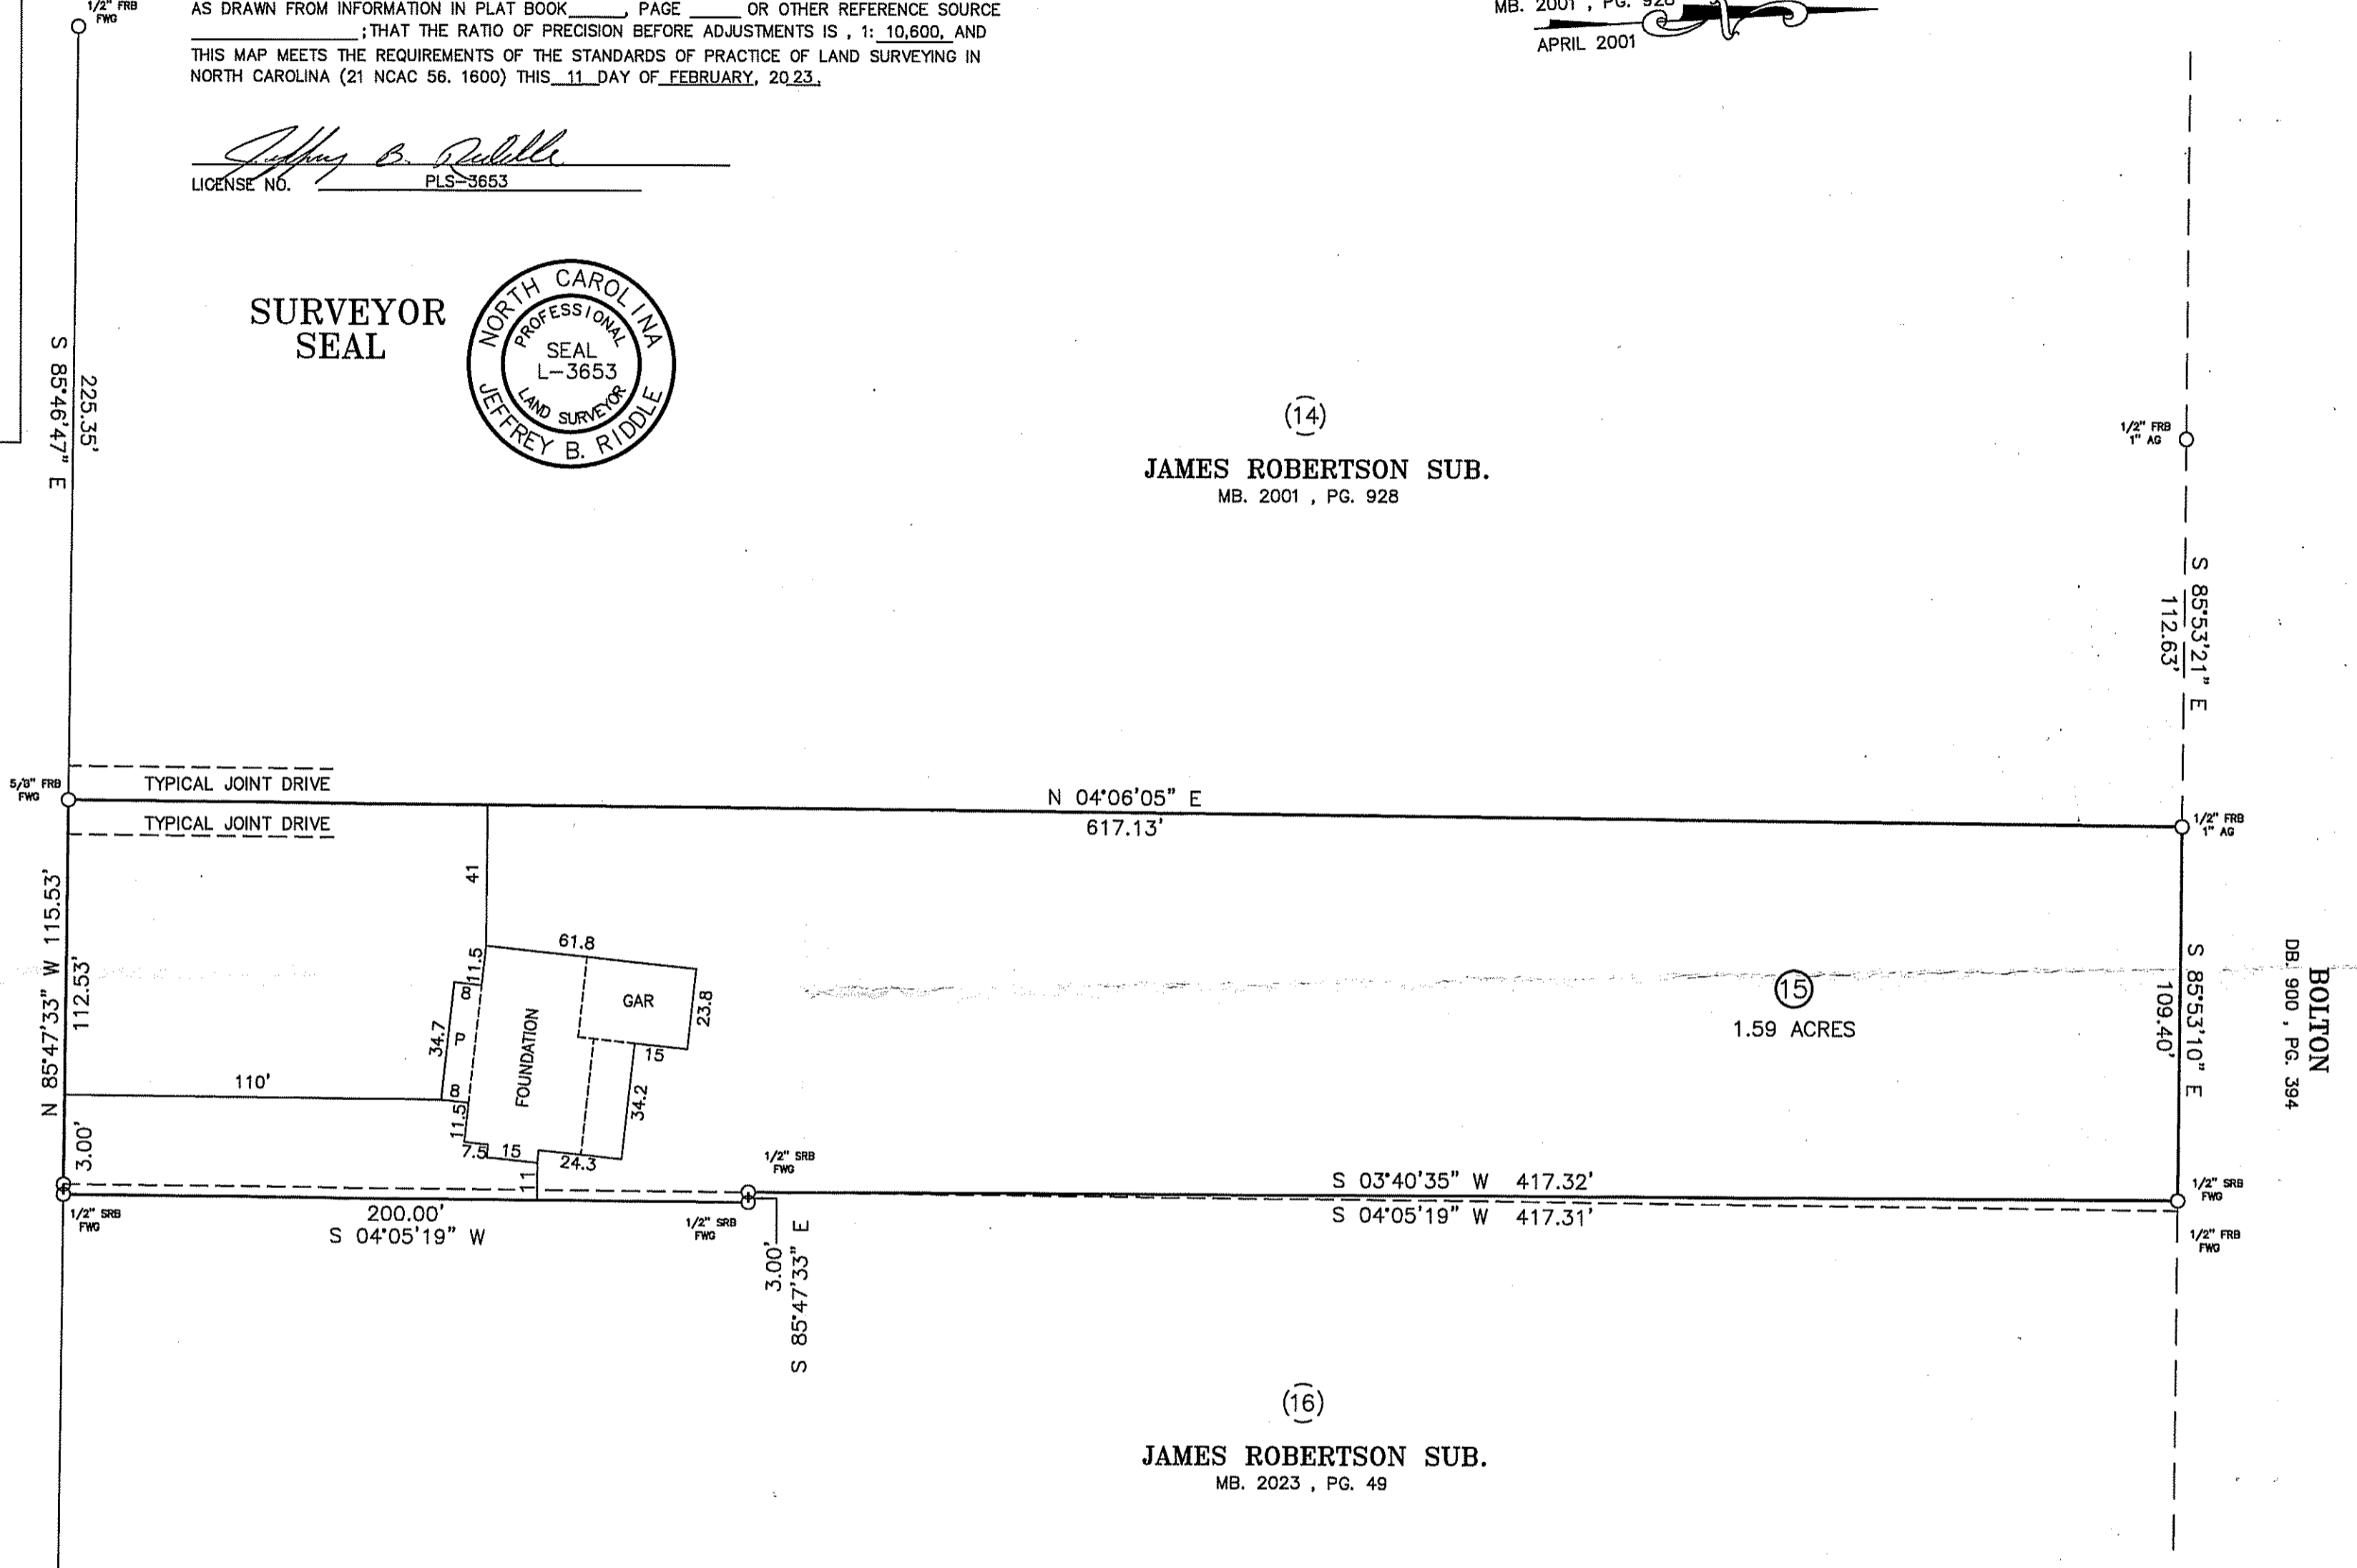 1/2" FRB
FWG
AS DRAWN FROM INFORMATION IN PLAT BOOK_____, PAGE _____ OR OTHER REFERENCE SOURCE
_______________; THAT THE RATIO OF PRECISION BEFORE ADJUSTMENTS IS , 1: 10,600, AND
THIS MAP MEETS THE REQUIREMENTS OF THE STANDARDS OF PRACTICE OF LAND SURVEYING IN
NORTH CAROLINA (21 NCAC 56. 1600) THIS 11 DAY OF FEBRUARY, 2023.
MB. 2001 , PG. 928
APRIL 2001
LICENSE NO. PLS-3653
SURVEYOR
SEAL
NORTH CAROLINA
PROFESSIONAL
SEAL
L-3653
LAND SURVEYOR
JEFFREY B. RIDDLE
S 85°46'47" E
225.35'
(14)
JAMES ROBERTSON SUB.
MB. 2001 , PG. 928
1/2" FRB
1" AG
S 85°53'21" E
112.63'
5/8" FRB
FWG
TYPICAL JOINT DRIVE
TYPICAL JOINT DRIVE
N 04°06'05" E
617.13'
1/2" FRB
1" AG
N 85°47'33" W 115.53'
112.53'
3.00'
41
61.8
11.5
8
P
34.7
8
11.5
110'
FOUNDATION
GAR
23.8
15
34.2
7.5
15
24.3
11
15
1.59 ACRES
S 85°53'10" E
109.40'
BOLTON
DB. 900 , PG. 394
1/2" SRB
FWG
1/2" SRB
FWG
200.00'
S 04°05'19" W
1/2" SRB
FWG
3.00'
S 85°47'33" E
S 03°40'35" W 417.32'
S 04°05'19" W 417.31'
1/2" SRB
FWG
1/2" FRB
FWG
(16)
JAMES ROBERTSON SUB.
MB. 2023 , PG. 49